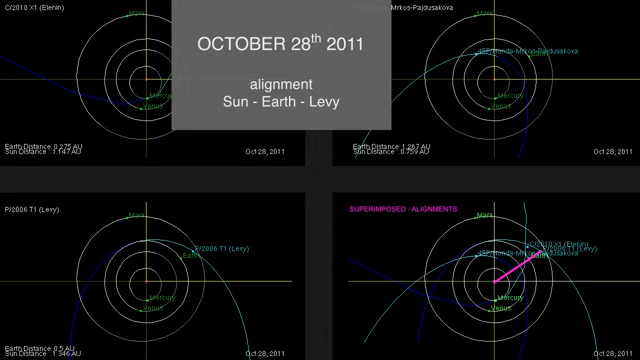 C/2010 X1 (Elenin)
Mars
Mercury
Venus
Earth Distance: 0.275 AU
Sun Distance : 1.147 AU
Oct 28, 2011
OCTOBER 28th 2011
alignment
Sun - Earth - Levy
Mrkos-Pajdusakova
Mars
45P/Honda-Mrkos-Pajdusakova
Earth
Mercury
Venus
Earth Distance: 1.267 AU
Sun Distance : 0.759 AU
Oct 28, 2011
P/2006 T1 (Levy)
Mars
P/2006 T1 (Levy)
Earth
Mercury
Venus
Earth Distance: 0.5 AU
Sun Distance : 1.346 AU
Oct 28, 2011
SUPERIMPOSED - ALIGNMENTS
Mars
C/2010 X1 (Elenin)
P/2006 T1 (Levy)
45P/Honda-Mrkos-Pajdusakova
Earth
Mercury
Venus
Oct 28, 2011